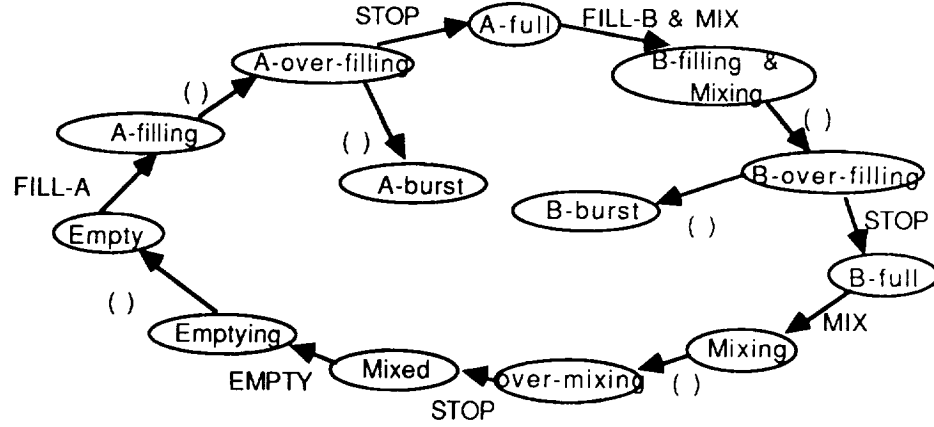 STOP
A-full
FILL-B & MIX
A-over-filling
B-filling &
Mixing
( )
( )
A-filling
( )
A-burst
B-over-filling
FILL-A
B-burst
( )
STOP
Empty
B-full
( )
MIX
Emptying
Mixing
Mixed
over-mixing
( )
EMPTY
STOP